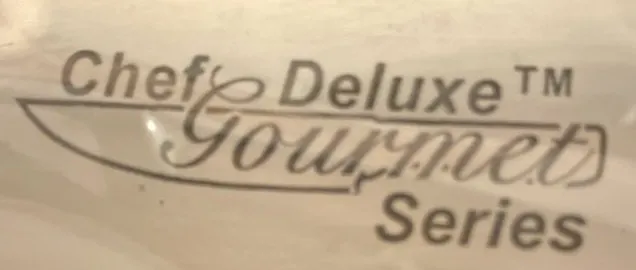 Chef Deluxe™
Gourmet
Series